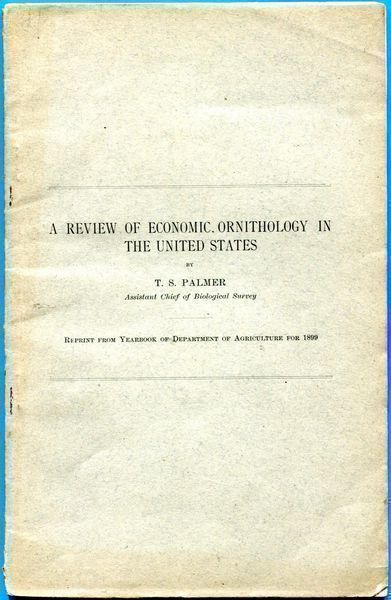 A REVIEW OF ECONOMIC ORNITHOLOGY IN
THE UNITED STATES
BY
T. S. PALMER
Assistant Chief of Biological Survey
REPRINT FROM YEARBOOK OF DEPARTMENT OF AGRICULTURE FOR 1899